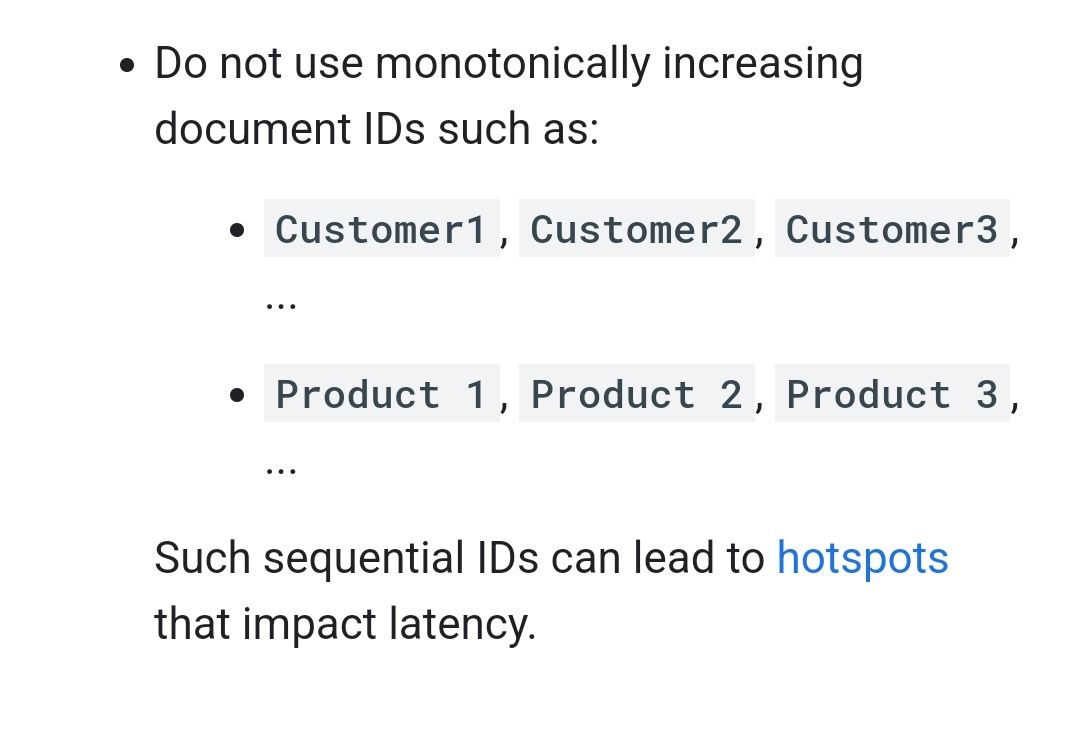 • Do not use monotonically increasing
document IDs such as:
• Customer1, Customer2, Customer3,
...
• Product 1, Product 2, Product 3,
...
Such sequential IDs can lead to hotspots
that impact latency.